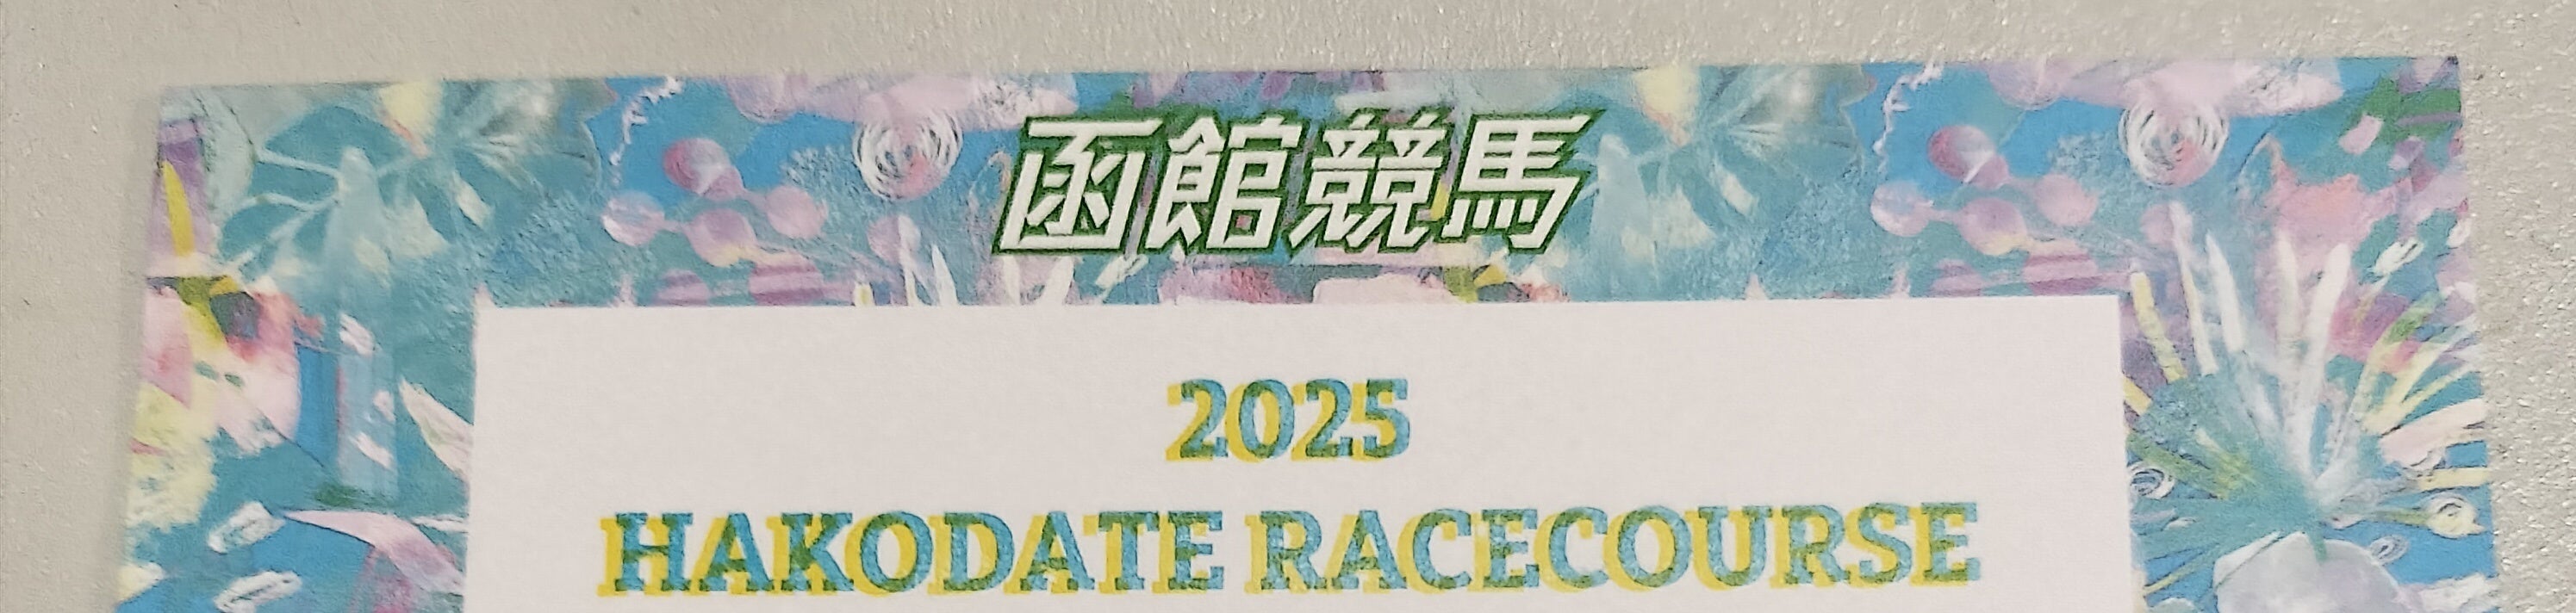 函館競馬
2025
HAKODATE RACECOURSE